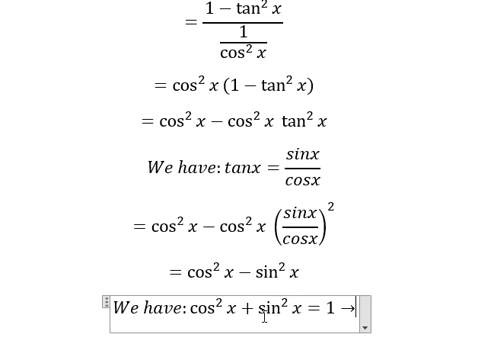 = (1 − tan² x) / (1 / cos² x)
= cos² x (1 − tan² x)
= cos² x − cos² x tan² x
We have: tanx = sinx / cosx
= cos² x − cos² x (sinx / cosx)²
= cos² x − sin² x
We have: cos² x + sin² x = 1 →